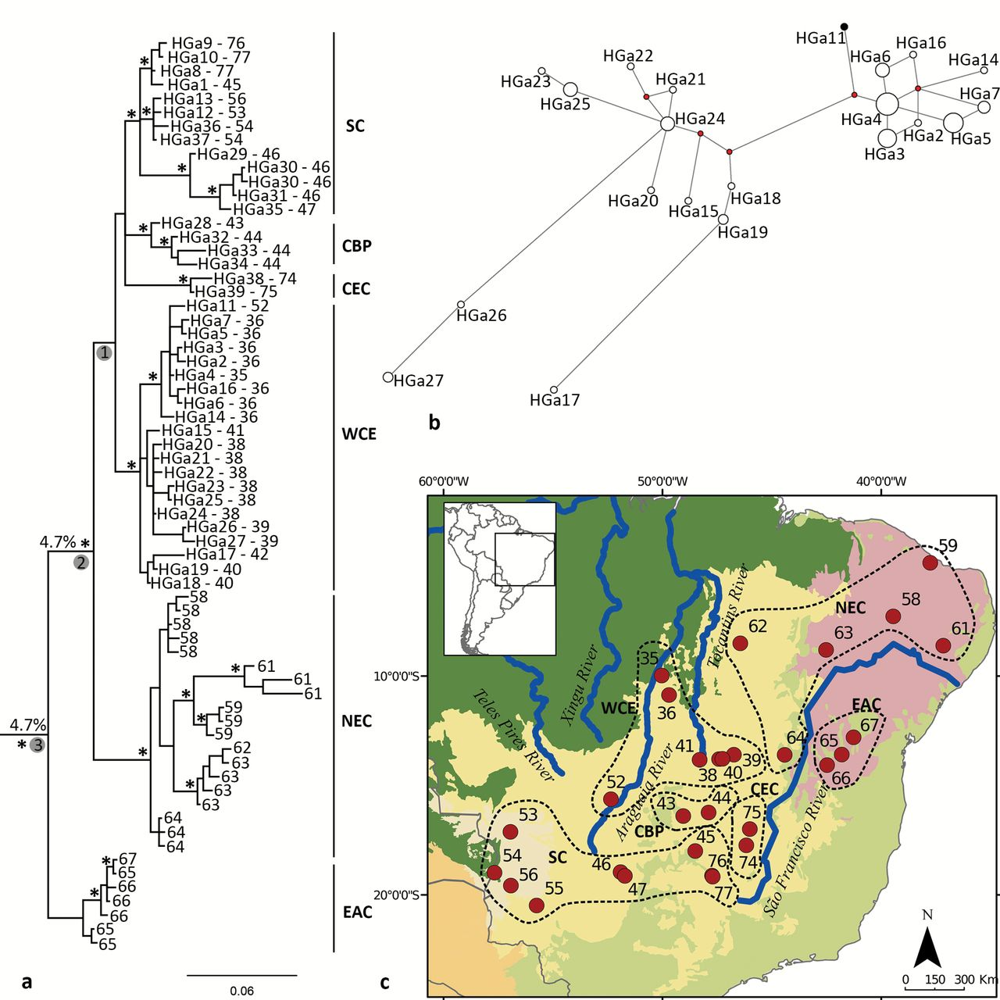 HGa9 - 76
HGa10 - 77
HGa8 - 77
HGa1 - 45
HGa13 - 56
HGa12 - 53
HGa36 - 54
HGa37 - 54
HGa29 - 46
HGa30 - 46
HGa30 - 46
HGa31 - 46
HGa35 - 47
HGa28 - 43
HGa32 - 44
HGa33 - 44
HGa34 - 44
HGa38 - 74
HGa39 - 75
HGa11 - 52
HGa7 - 36
HGa5 - 36
HGa3 - 36
HGa2 - 36
HGa4 - 35
HGa16 - 36
HGa6 - 36
HGa14 - 36
HGa15 - 41
HGa20 - 38
HGa21 - 38
HGa22 - 38
HGa23 - 38
HGa25 - 38
HGa24 - 38
HGa26 - 39
HGa27 - 39
HGa17 - 42
HGa19 - 40
HGa18 - 40
58
58
58
58
58
61
61
61
59
59
59
62
63
63
63
63
64
64
64
67
65
66
66
66
65
65
* * * * * * * * * * * * * * * * * * * *
1
4.7% *
2
4.7%
* 3
SC
CBP
CEC
WCE
NEC
EAC
0.06
a
HGa11
HGa16
HGa6
HGa14
HGa22
HGa23
HGa21
HGa25
HGa7
HGa24
HGa4
HGa2
HGa5
HGa3
HGa20
HGa15
HGa18
HGa19
HGa26
HGa27
HGa17
b
60°0'0"W
50°0'0"W
40°0'0"W
10°0'0"S
20°0'0"S
59
NEC
58
62
63
61
Tocantins River
35
Xingu River
Teles Pires River
WCE
36
EAC
67
64
65
66
41
39
38
40
52
Araguaia River
CEC
43
44
75
CBP
53
45
74
54
SC
46
76
56
55
47
77
São Francisco River
N
0 150 300 Km
c